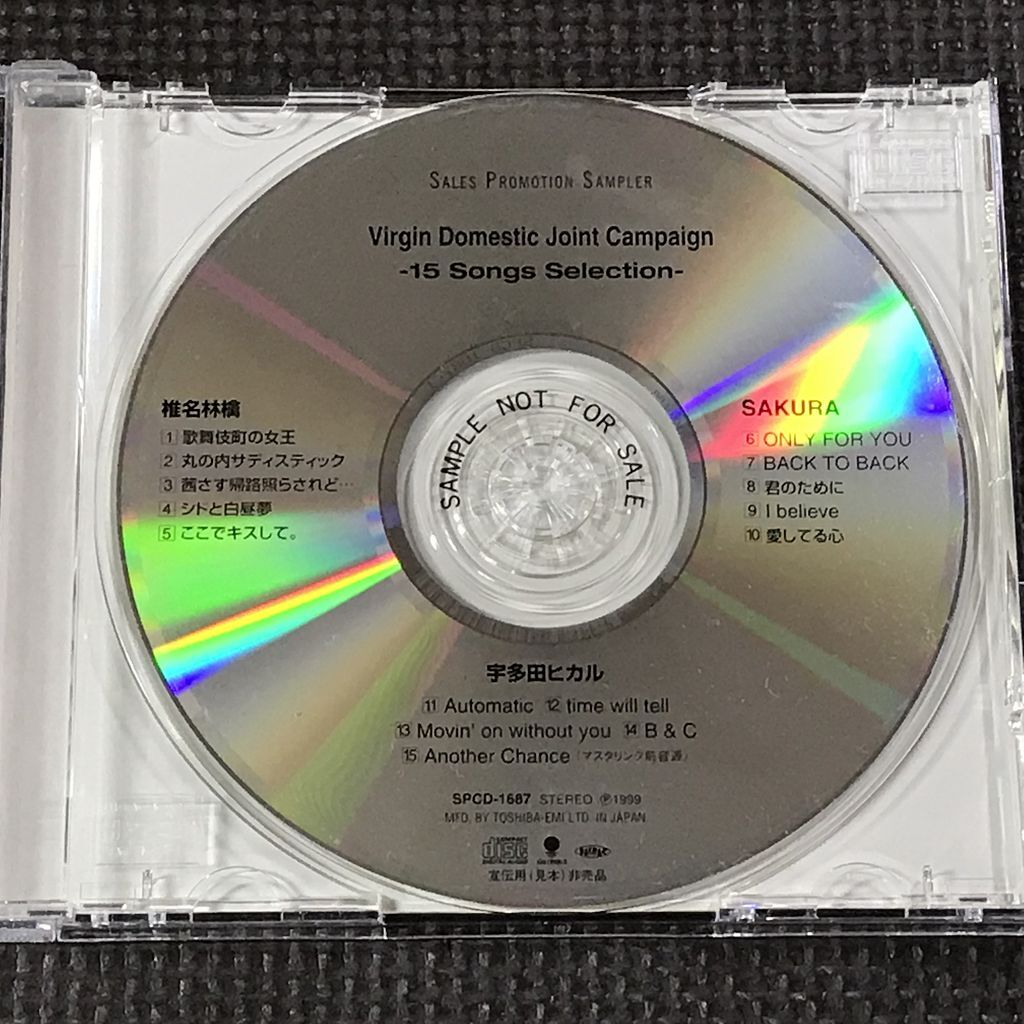 SALES PROMOTION SAMPLER
Virgin Domestic Joint Campaign
-15 Songs Selection-
SAMPLE NOT FOR SALE
椎名林檎
1 歌舞伎町の女王
2 丸の内サディスティック
3 茜さす帰路照らされど…
4 シドと白昼夢
5 ここでキスして。
SAKURA
6 ONLY FOR YOU
7 BACK TO BACK
8 君のために
9 I believe
10 愛してる心
宇多田ヒカル
11 Automatic 12 time will tell
13 Movin' on without you 14 B & C
15 Another Chance (マスタリング前音源)
SPCD-1687 STEREO ℗1999
MFD. BY TOSHIBA-EMI LTD. IN JAPAN
COMPACT disc DIGITAL AUDIO
宣伝用(見本)非売品